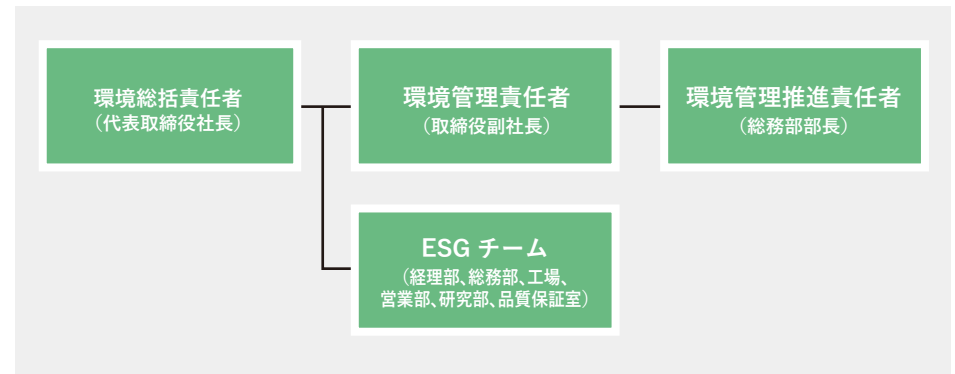 環境総括責任者
（代表取締役社長）
環境管理責任者
（取締役副社長）
環境管理推進責任者
（総務部部長）
ESG チーム
（経理部、総務部、工場、
営業部、研究部、品質保証室）